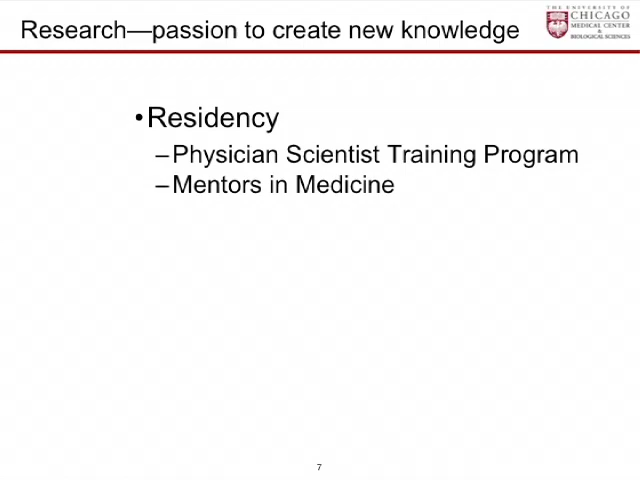 Research—passion to create new knowledge
THE UNIVERSITY OF
CHICAGO
MEDICAL CENTER
&
BIOLOGICAL SCIENCES
•Residency
–Physician Scientist Training Program
–Mentors in Medicine
7